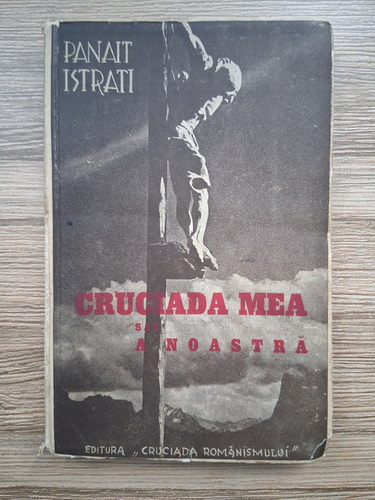 PANAIT
ISTRATI
CRUCIADA MEA
SAU
A NOASTRĂ
EDITURA „CRUCIADA ROMÂNISMULUI"